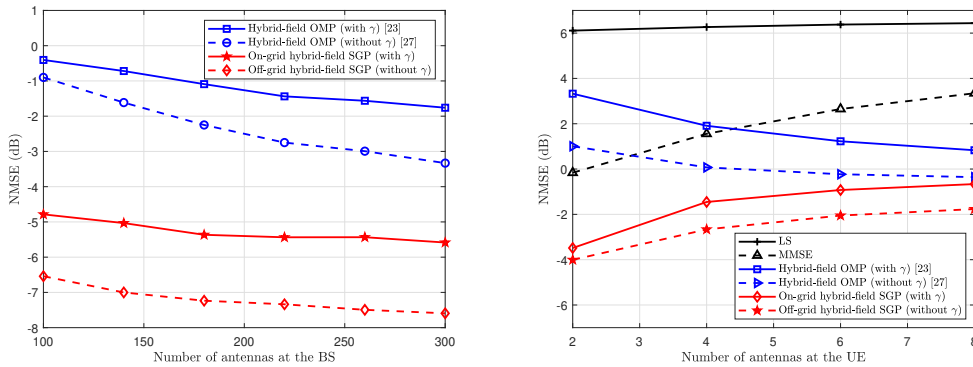 1
0
-1
-2
-3
-4
-5
-6
-7
-8
NMSE (dB)
Hybrid-field OMP (with γ) [23]
Hybrid-field OMP (without γ) [27]
On-grid hybrid-field SGP (with γ)
Off-grid hybrid-field SGP (without γ)
100 150 200 250 300
Number of antennas at the BS
6
4
2
0
-2
-4
-6
NMSE (dB)
LS
MMSE
Hybrid-field OMP (with γ) [23]
Hybrid-field OMP (without γ) [27]
On-grid hybrid-field SGP (with γ)
Off-grid hybrid-field SGP (without γ)
2 3 4 5 6 7 8
Number of antennas at the UE